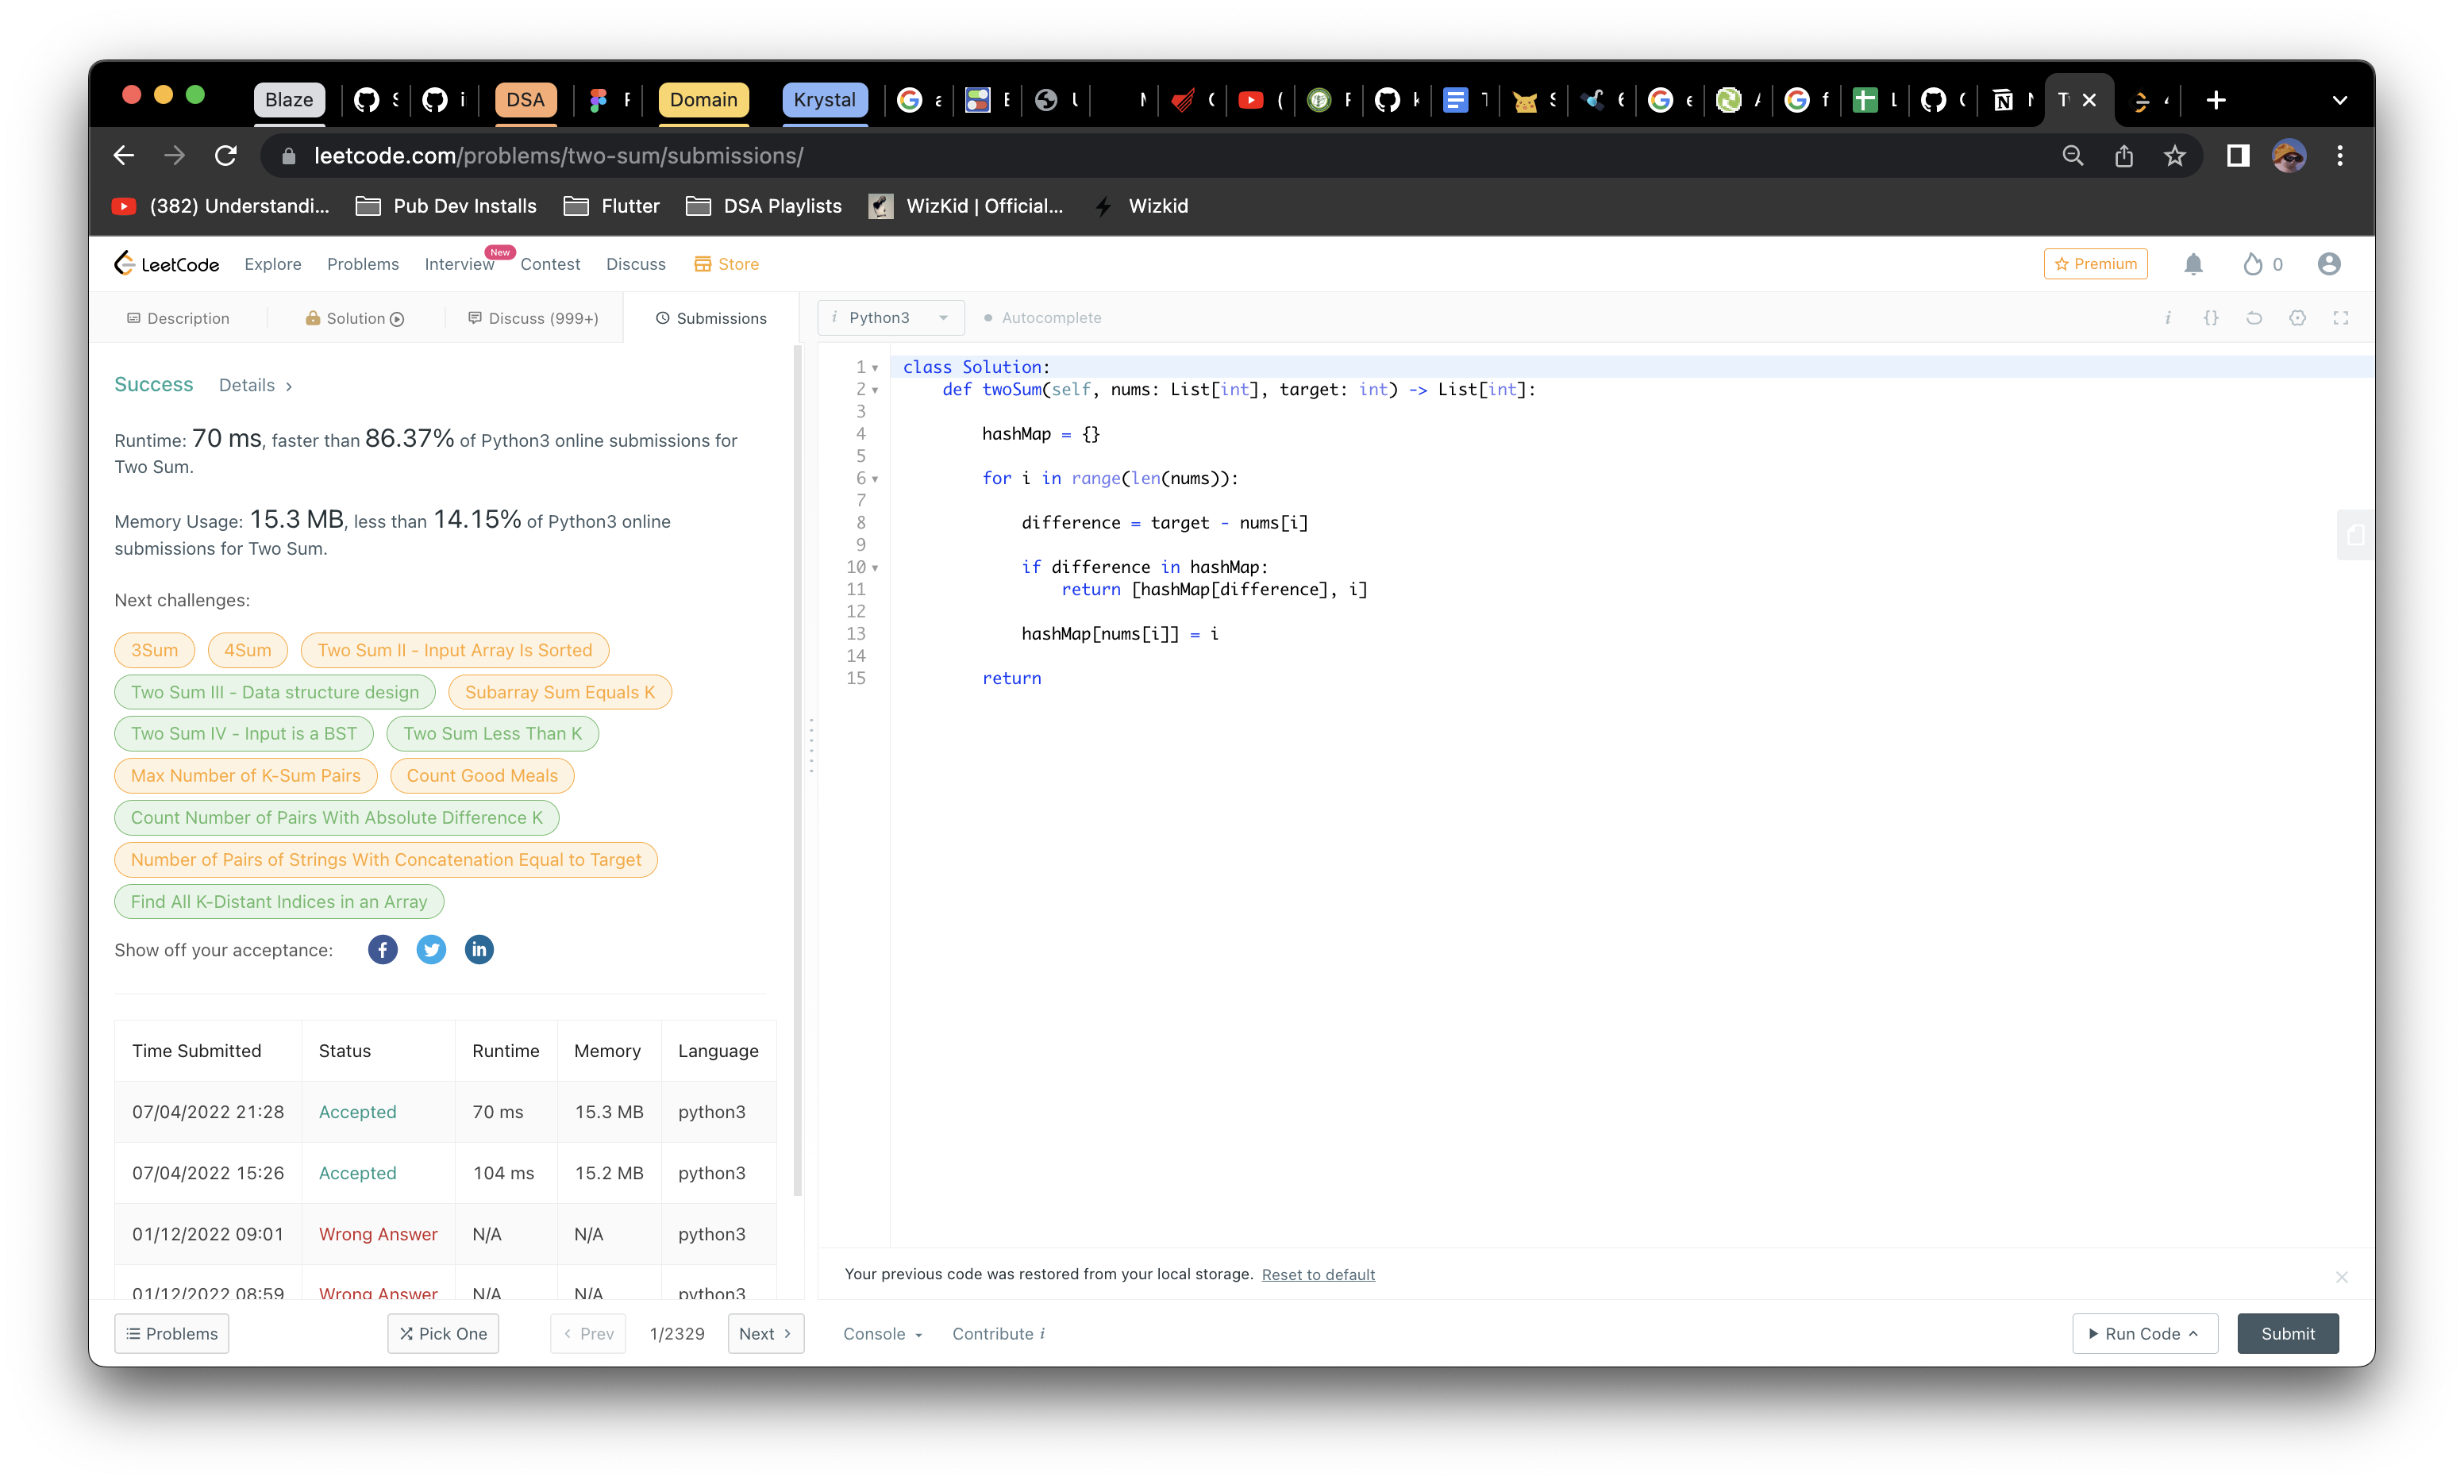 Blaze DSA Domain Krystal
leetcode.com/problems/two-sum/submissions/
(382) Understandi... Pub Dev Installs Flutter DSA Playlists WizKid | Official... Wizkid
LeetCode Explore Problems Interview New Contest Discuss Store Premium 0
Description Solution Discuss (999+) Submissions
Python3 Autocomplete
Success Details
Runtime: 70 ms, faster than 86.37% of Python3 online submissions for
Two Sum.
Memory Usage: 15.3 MB, less than 14.15% of Python3 online
submissions for Two Sum.
Next challenges:
3Sum 4Sum Two Sum II - Input Array Is Sorted
Two Sum III - Data structure design Subarray Sum Equals K
Two Sum IV - Input is a BST Two Sum Less Than K
Max Number of K-Sum Pairs Count Good Meals
Count Number of Pairs With Absolute Difference K
Number of Pairs of Strings With Concatenation Equal to Target
Find All K-Distant Indices in an Array
Show off your acceptance:
Time Submitted Status Runtime Memory Language
07/04/2022 21:28 Accepted 70 ms 15.3 MB python3
07/04/2022 15:26 Accepted 104 ms 15.2 MB python3
01/12/2022 09:01 Wrong Answer N/A N/A python3
01/12/2022 08:59 Wrong Answer N/A N/A python3
1 class Solution:
2 def twoSum(self, nums: List[int], target: int) -> List[int]:
3
4 hashMap = {}
5
6 for i in range(len(nums)):
7
8 difference = target - nums[i]
9
10 if difference in hashMap:
11 return [hashMap[difference], i]
12
13 hashMap[nums[i]] = i
14
15 return
Your previous code was restored from your local storage. Reset to default
Problems Pick One Prev 1/2329 Next Console Contribute i Run Code Submit